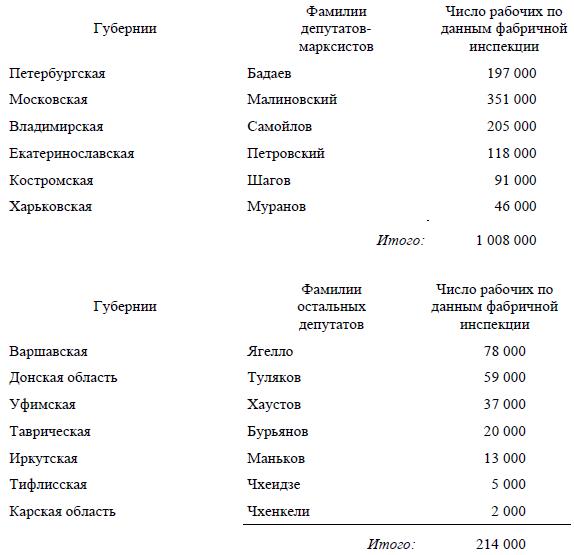 Губернии Фамилии депутатов-марксистов Число рабочих по данным фабричной инспекции
Петербургская Бадаев 197 000
Московская Малиновский 351 000
Владимирская Самойлов 205 000
Екатеринославская Петровский 118 000
Костромская Шагов 91 000
Харьковская Муранов 46 000
Итого: 1 008 000
Губернии Фамилии остальных депутатов Число рабочих по данным фабричной инспекции
Варшавская Ягелло 78 000
Донская область Туляков 59 000
Уфимская Хаустов 37 000
Таврическая Бурьянов 20 000
Иркутская Маньков 13 000
Тифлисская Чхеидзе 5 000
Карская область Чхенкели 2 000
Итого: 214 000